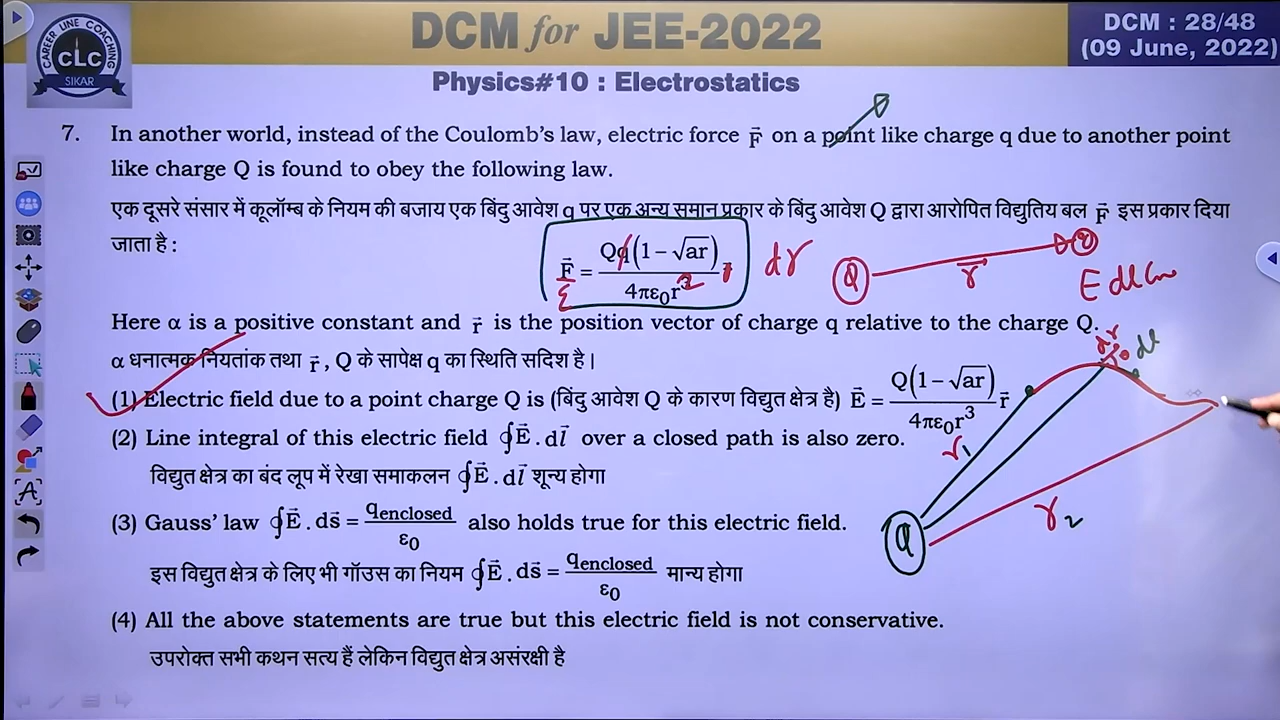 CAREER LINE COACHING
CLC
SIKAR
DCM for JEE-2022
DCM : 28/48
(09 June, 2022)
Physics#10 : Electrostatics
7. In another world, instead of the Coulomb's law, electric force F⃗ on a point like charge q due to another point
like charge Q is found to obey the following law.
एक दूसरे संसार में कूलॉम्ब के नियम की बजाय एक बिंदु आवेश q पर एक अन्य समान प्रकार के बिंदु आवेश Q द्वारा आरोपित विद्युतिय बल F⃗ इस प्रकार दिया
जाता है :
F⃗ = Qq(1 − √ar) / 4πε₀r³
E
2
dr
Q
r⃗
E dl cos
Here α is a positive constant and r⃗ is the position vector of charge q relative to the charge Q.
α धनात्मक नियतांक तथा r⃗, Q के सापेक्ष q का स्थिति सदिश है।
dr
dl
(1) Electric field due to a point charge Q is (बिंदु आवेश Q के कारण विद्युत क्षेत्र है) E⃗ = Q(1 − √ar) / 4πε₀r³ r⃗
(2) Line integral of this electric field ∮E⃗.dl⃗ over a closed path is also zero.
r₁
विद्युत क्षेत्र का बंद लूप में रेखा समाकलन ∮E⃗.dl⃗ शून्य होगा
(3) Gauss' law ∮E⃗.ds⃗ = qenclosed / ε₀ also holds true for this electric field.
Q
r₂
इस विद्युत क्षेत्र के लिए भी गॉउस का नियम ∮E⃗.ds⃗ = qenclosed / ε₀ मान्य होगा
(4) All the above statements are true but this electric field is not conservative.
उपरोक्त सभी कथन सत्य हैं लेकिन विद्युत क्षेत्र असंरक्षी है